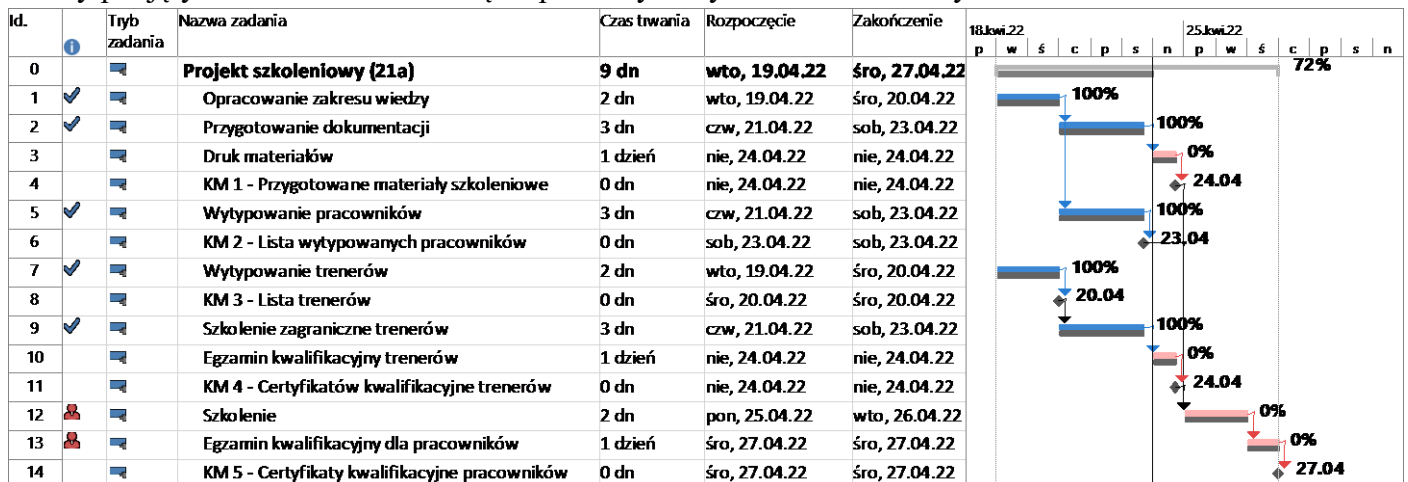 Id. Tryb zadania Nazwa zadania Czas trwania Rozpoczęcie Zakończenie 18.kwi.22 25.kwi.22
p w ś c p s n p w ś c p s n
0 Projekt szkoleniowy (21a) 9 dn wto, 19.04.22 śro, 27.04.22 72%
1 Opracowanie zakresu wiedzy 2 dn wto, 19.04.22 śro, 20.04.22 100%
2 Przygotowanie dokumentacji 3 dn czw, 21.04.22 sob, 23.04.22 100%
3 Druk materiałów 1 dzień nie, 24.04.22 nie, 24.04.22 0%
4 KM 1 - Przygotowane materiały szkoleniowe 0 dn nie, 24.04.22 nie, 24.04.22 24.04
5 Wytypowanie pracowników 3 dn czw, 21.04.22 sob, 23.04.22 100%
6 KM 2 - Lista wytypowanych pracowników 0 dn sob, 23.04.22 sob, 23.04.22 23.04
7 Wytypowanie trenerów 2 dn wto, 19.04.22 śro, 20.04.22 100%
8 KM 3 - Lista trenerów 0 dn śro, 20.04.22 śro, 20.04.22 20.04
9 Szkolenie zagraniczne trenerów 3 dn czw, 21.04.22 sob, 23.04.22 100%
10 Egzamin kwalifikacyjny trenerów 1 dzień nie, 24.04.22 nie, 24.04.22 0%
11 KM 4 - Certyfikatów kwalifikacyjne trenerów 0 dn nie, 24.04.22 nie, 24.04.22 24.04
12 Szkolenie 2 dn pon, 25.04.22 wto, 26.04.22 0%
13 Egzamin kwalifikacyjny dla pracowników 1 dzień śro, 27.04.22 śro, 27.04.22 0%
14 KM 5 - Certyfikaty kwalifikacyjne pracowników 0 dn śro, 27.04.22 śro, 27.04.22 27.04